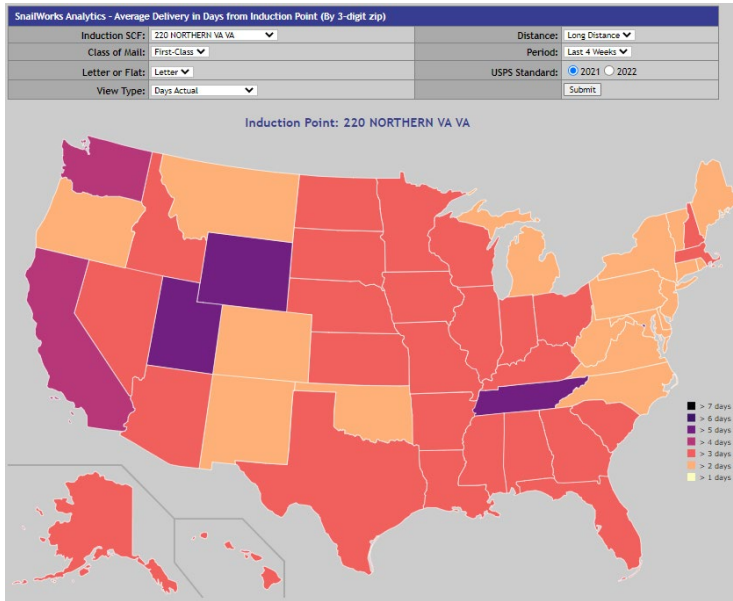 SnailWorks Analytics - Average Delivery in Days from Induction Point (By 3-digit zip)
Induction SCF: 220 NORTHERN VA VA Distance: Long Distance
Class of Mail: First-Class Period: Last 4 Weeks
Letter or Flat: Letter USPS Standard: 2021 2022
View Type: Days Actual Submit
Induction Point: 220 NORTHERN VA VA
> 7 days
> 6 days
> 5 days
> 4 days
> 3 days
> 2 days
> 1 days